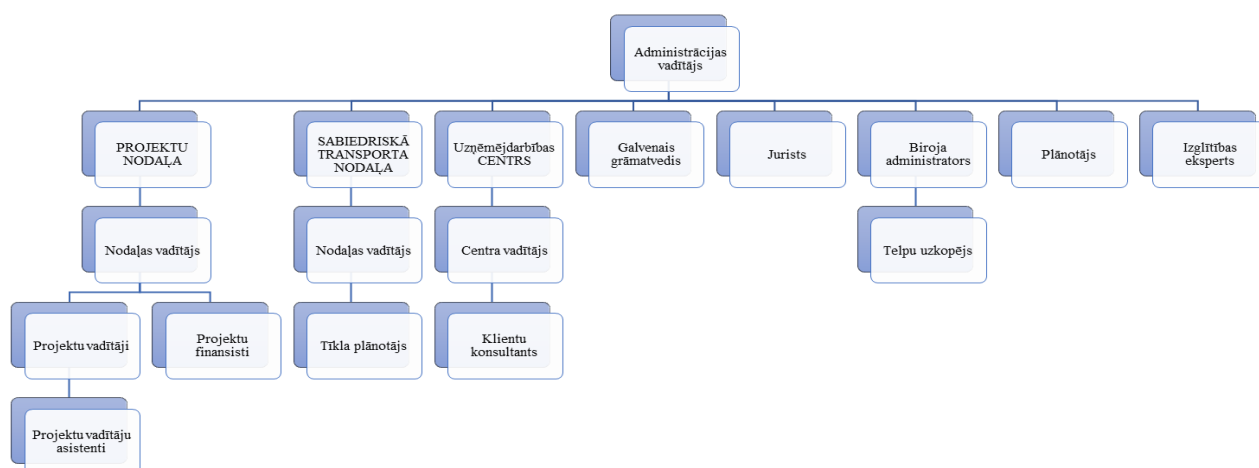 Administrācijas
vadītājs
PROJEKTU
NODAĻA
SABIEDRISKĀ
TRANSPORTA
NODAĻA
Uzņēmējdarbības
CENTRS
Galvenais
grāmatvedis
Jurists
Biroja
administrators
Plānotājs
Izglītības
eksperts
Nodaļas vadītājs
Nodaļas vadītājs
Centra vadītājs
Telpu uzkopējs
Projektu vadītāji
Projektu
finansisti
Tīkla plānotājs
Klientu
konsultants
Projektu vadītāju
asistenti